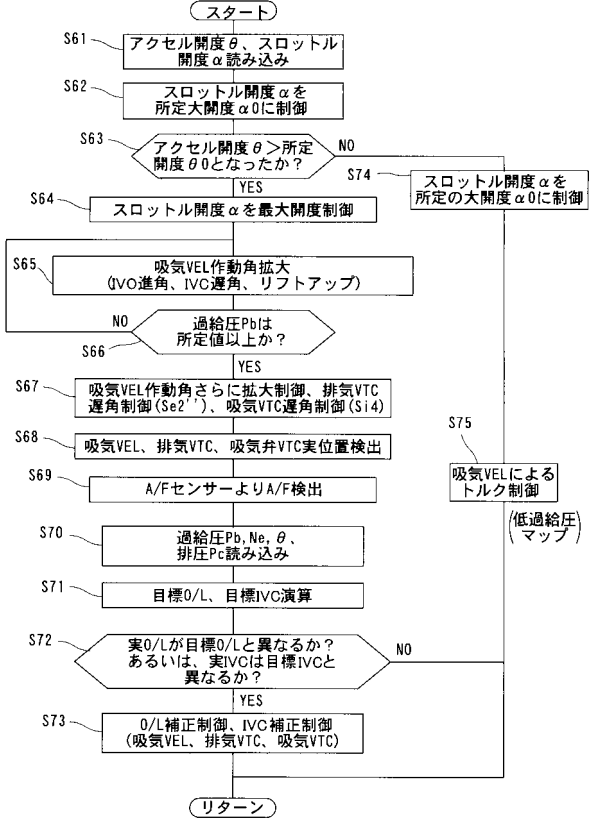 スタート
S61
アクセル開度θ、スロットル
開度α読み込み
S62
スロットル開度αを
所定大開度α0に制御
S63
アクセル開度θ>所定
開度θ0となったか?
NO
YES
S74
スロットル開度αを
所定の大開度α0に制御
S64
スロットル開度αを最大開度制御
S65
吸気VEL作動角拡大
(IVO進角、IVC遅角、リフトアップ)
NO
過給圧Pbは
所定値以上か?
S66
YES
S67
吸気VEL作動角さらに拡大制御、排気VTC
遅角制御(Se2'')、吸気VTC遅角制御(Si4)
S68
吸気VEL、排気VTC、吸気弁VTC実位置検出
S75
吸気VELによる
トルク制御
(低過給圧
マップ)
S69
A/FセンサーよりA/F検出
S70
過給圧Pb,Ne,θ、
排圧Pc読み込み
S71
目標O/L、目標IVC演算
S72
実O/Lが目標O/Lと異なるか?
あるいは、実IVCは目標IVCと
異なるか?
NO
YES
S73
O/L補正制御、IVC補正制御
(吸気VEL、排気VTC、吸気VTC)
リターン